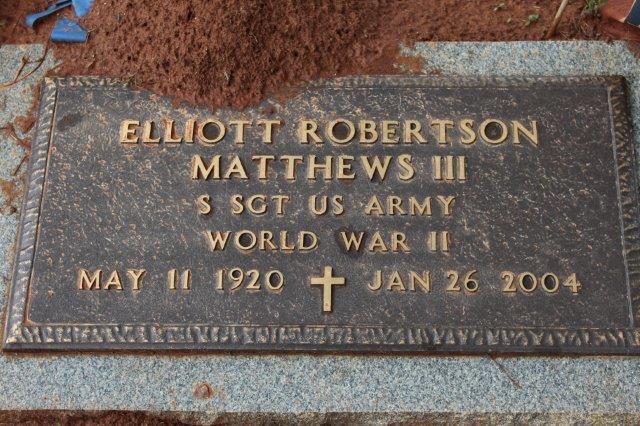 ELLIOTT ROBERTSON
MATTHEWS III
S SGT US ARMY
WORLD WAR II
MAY 11 1920 JAN 26 2004